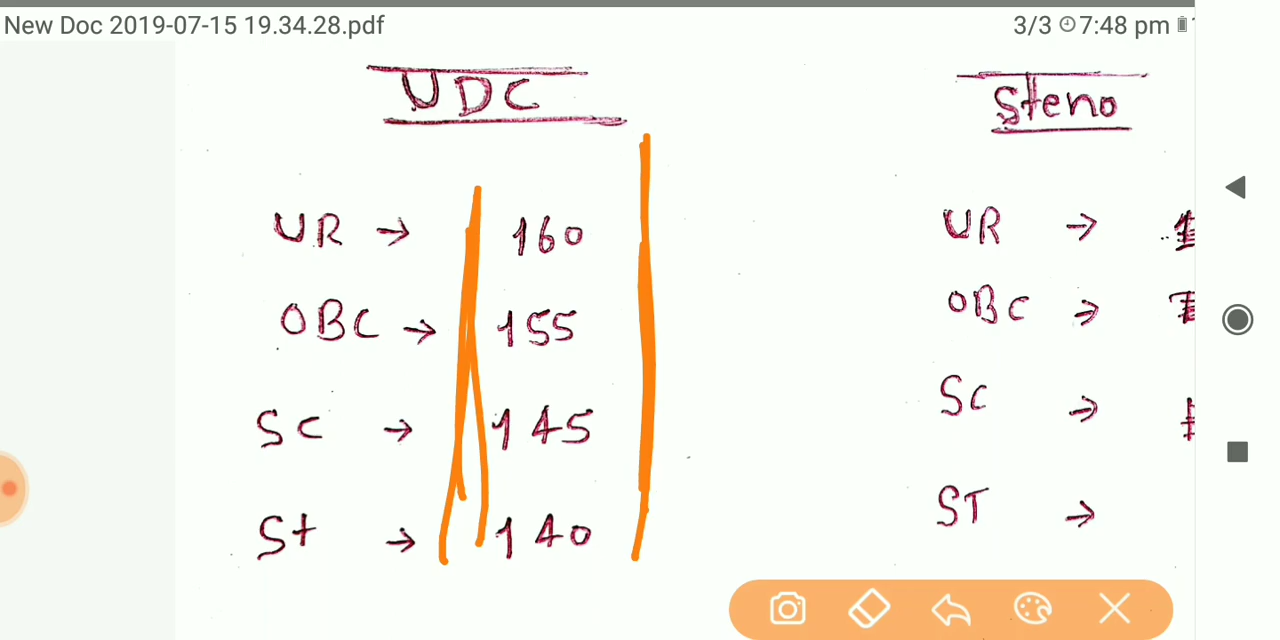 New Doc 2019-07-15 19.34.28.pdf 3/3 7:48 pm
UDC
Steno
UR → 160
OBC → 155
SC → 145
St → 140
UR →
OBC →
SC →
ST →